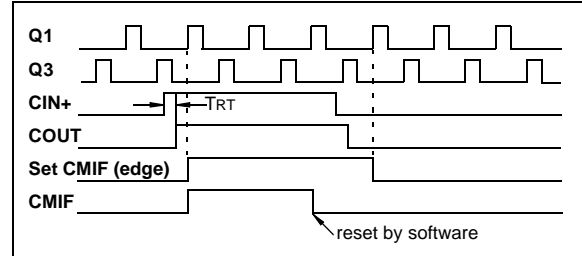 Q1
Q3
CIN+
TRT
COUT
Set CMIF (edge)
CMIF
reset by software